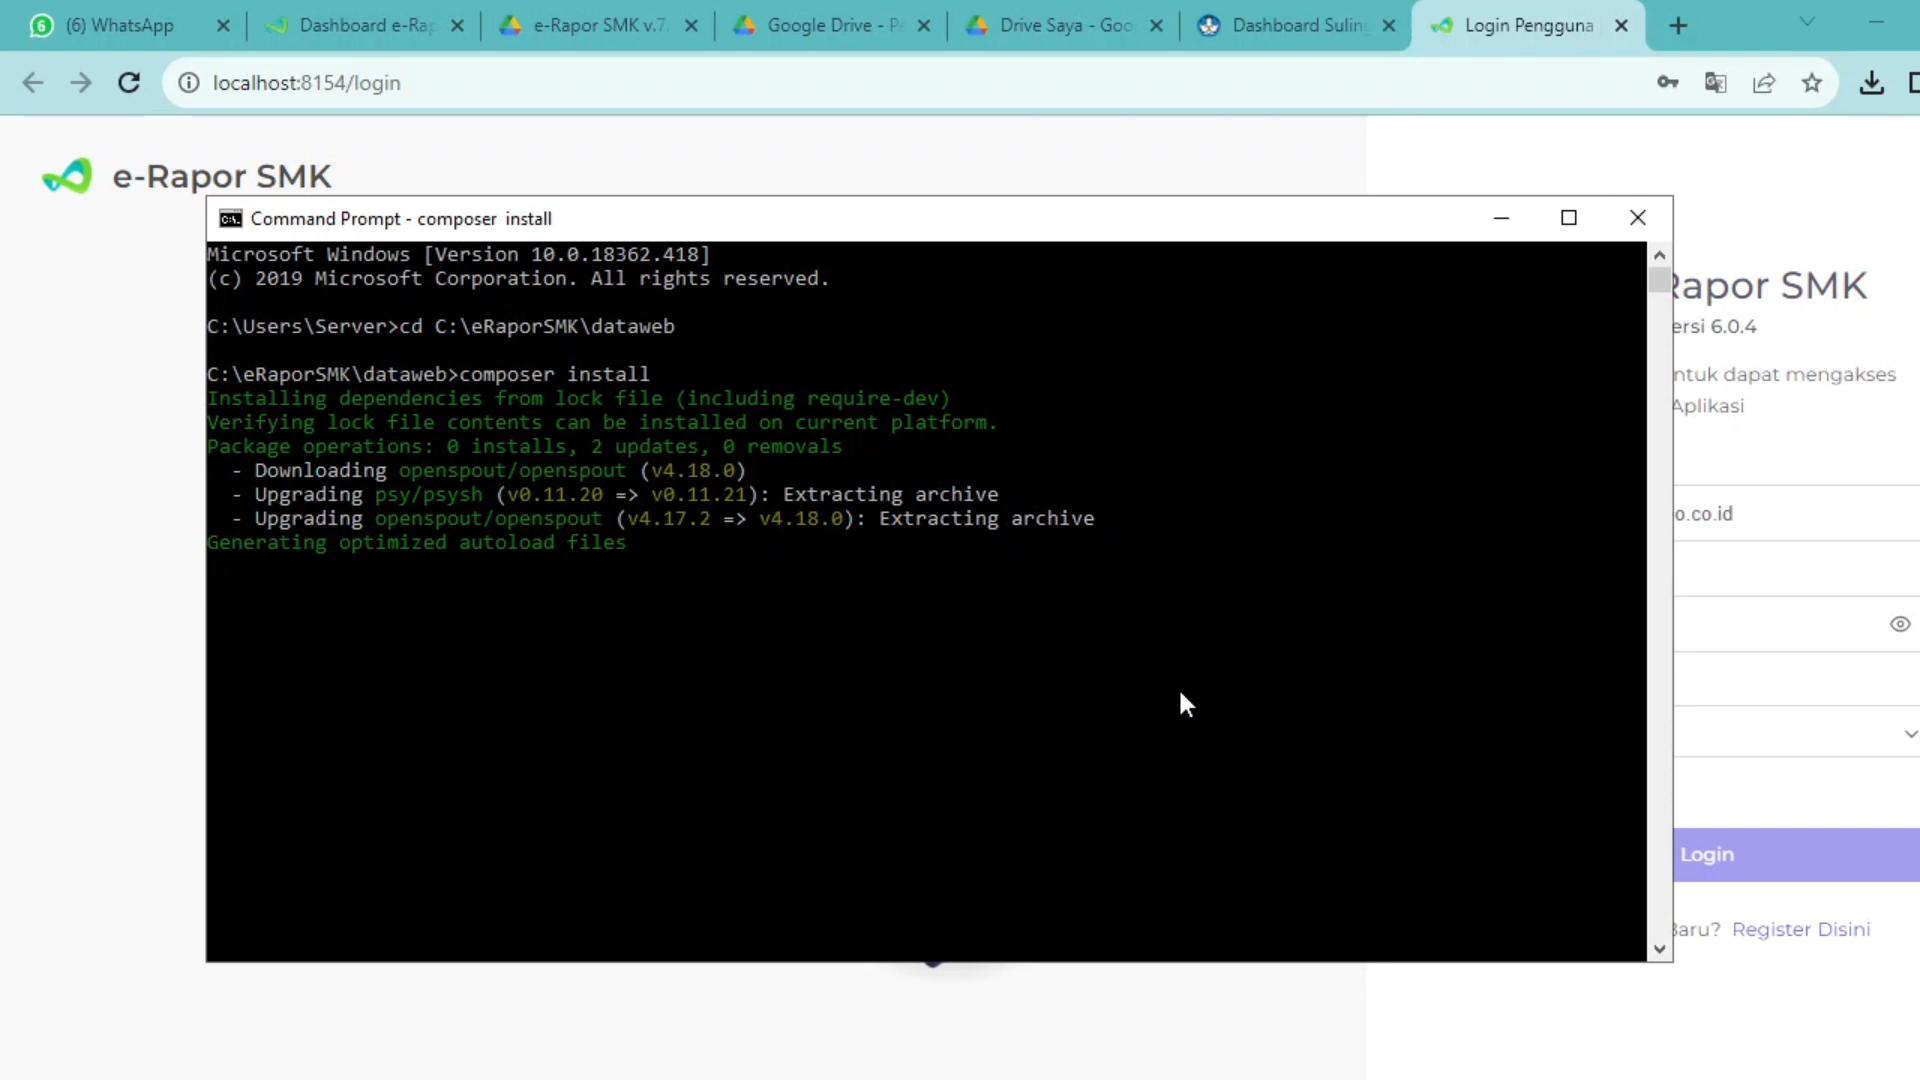 (6) WhatsApp
Dashboard e-Rap
e-Rapor SMK v.7.
Google Drive - Pe
Drive Saya - Goo
Dashboard Suling
Login Pengguna
localhost:8154/login
e-Rapor SMK
Command Prompt - composer  install
Microsoft Windows [Version 10.0.18362.418]
(c) 2019 Microsoft Corporation. All rights reserved.
C:\Users\Server>cd C:\eRaporSMK\dataweb
C:\eRaporSMK\dataweb>composer install
Installing dependencies from lock file (including require-dev)
Verifying lock file contents can be installed on current platform.
Package operations: 0 installs, 2 updates, 0 removals
- Downloading openspout/openspout (v4.18.0)
- Upgrading psy/psysh (v0.11.20 => v0.11.21): Extracting archive
- Upgrading openspout/openspout (v4.17.2 => v4.18.0): Extracting archive
Generating optimized autoload files
Rapor SMK
ersi 6.0.4
ntuk dapat mengakses
Aplikasi
o.co.id
Login
Baru? Register Disini